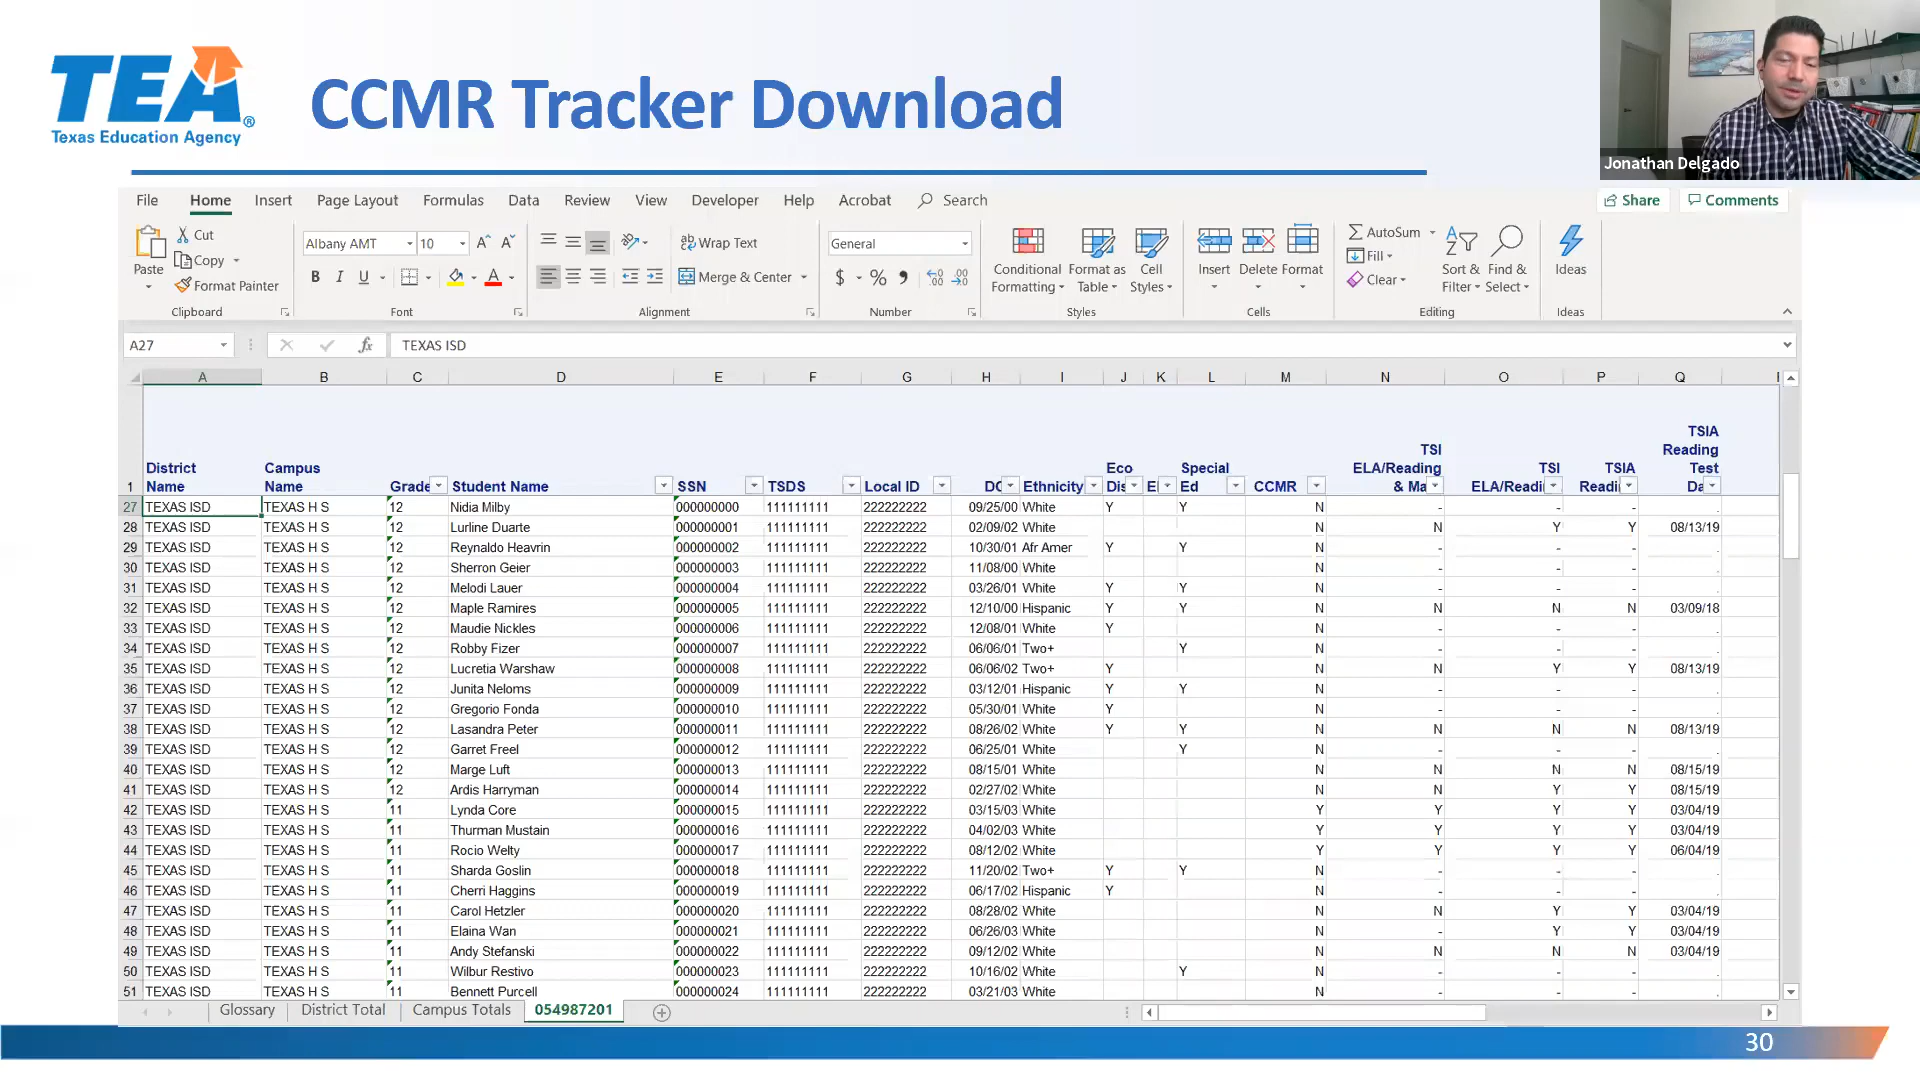 TEA®
Texas Education Agency
CCMR Tracker Download
Jonathan Delgado
File Home Insert Page Layout Formulas Data Review View Developer Help Acrobat Search Share Comments
Paste Cut Copy Format Painter Clipboard
Albany AMT 10 B I U A Font
Wrap Text Merge & Center Alignment
General $ % Number
Conditional Formatting Format as Table Cell Styles Styles
Insert Delete Format Cells
AutoSum Fill Clear Sort & Filter Find & Select Editing
Ideas Ideas
A27 fx TEXAS ISD
A B C D E F G H I J K L M N O P Q
1 District Name Campus Name Grade Student Name SSN TSDS Local ID DO Ethnicity Eco Dis E Special Ed CCMR TSI ELA/Reading & Ma TSI ELA/Readi TSIA Readi TSIA Reading Test Da
27 TEXAS ISD TEXAS H S 12 Nidia Milby 000000000 111111111 222222222 09/25/00 White Y Y N - - - .
28 TEXAS ISD TEXAS H S 12 Lurline Duarte 000000001 111111111 222222222 02/09/02 White N N Y Y 08/13/19
29 TEXAS ISD TEXAS H S 12 Reynaldo Heavrin 000000002 111111111 222222222 10/30/01 Afr Amer Y Y N - - - .
30 TEXAS ISD TEXAS H S 12 Sherron Geier 000000003 111111111 222222222 11/08/00 White N - - - .
31 TEXAS ISD TEXAS H S 12 Melodi Lauer 000000004 111111111 222222222 03/26/01 White Y Y N - - - .
32 TEXAS ISD TEXAS H S 12 Maple Ramires 000000005 111111111 222222222 12/10/00 Hispanic Y Y N N N N 03/09/18
33 TEXAS ISD TEXAS H S 12 Maudie Nickles 000000006 111111111 222222222 12/08/01 White Y N - - - .
34 TEXAS ISD TEXAS H S 12 Robby Fizer 000000007 111111111 222222222 06/06/01 Two+ Y N - - - .
35 TEXAS ISD TEXAS H S 12 Lucretia Warshaw 000000008 111111111 222222222 06/06/02 Two+ Y N N Y Y 08/13/19
36 TEXAS ISD TEXAS H S 12 Junita Neloms 000000009 111111111 222222222 03/12/01 Hispanic Y Y N - - - .
37 TEXAS ISD TEXAS H S 12 Gregorio Fonda 000000010 111111111 222222222 05/30/01 White Y N - - - .
38 TEXAS ISD TEXAS H S 12 Lasandra Peter 000000011 111111111 222222222 08/26/02 White Y Y N N N N 08/13/19
39 TEXAS ISD TEXAS H S 12 Garret Freel 000000012 111111111 222222222 06/25/01 White Y N - - - .
40 TEXAS ISD TEXAS H S 12 Marge Luft 000000013 111111111 222222222 08/15/01 White N N N N 08/15/19
41 TEXAS ISD TEXAS H S 12 Ardis Harryman 000000014 111111111 222222222 02/27/02 White N N Y Y 08/15/19
42 TEXAS ISD TEXAS H S 11 Lynda Core 000000015 111111111 222222222 03/15/03 White Y Y Y Y 03/04/19
43 TEXAS ISD TEXAS H S 11 Thurman Mustain 000000016 111111111 222222222 04/02/03 White Y Y Y Y 03/04/19
44 TEXAS ISD TEXAS H S 11 Rocio Welty 000000017 111111111 222222222 08/12/02 White Y Y Y Y 06/04/19
45 TEXAS ISD TEXAS H S 11 Sharda Goslin 000000018 111111111 222222222 11/20/02 Two+ Y Y N - - - .
46 TEXAS ISD TEXAS H S 11 Cherri Haggins 000000019 111111111 222222222 06/17/02 Hispanic Y N - - - .
47 TEXAS ISD TEXAS H S 11 Carol Hetzler 000000020 111111111 222222222 08/28/02 White N N Y Y 03/04/19
48 TEXAS ISD TEXAS H S 11 Elaina Wan 000000021 111111111 222222222 06/26/03 White N - Y Y 03/04/19
49 TEXAS ISD TEXAS H S 11 Andy Stefanski 000000022 111111111 222222222 09/12/02 White N N N N 03/04/19
50 TEXAS ISD TEXAS H S 11 Wilbur Restivo 000000023 111111111 222222222 10/16/02 White Y N - - - .
51 TEXAS ISD TEXAS H S 11 Bennett Purcell 000000024 111111111 222222222 03/21/03 White N - - - .
Glossary District Total Campus Totals 054987201
30